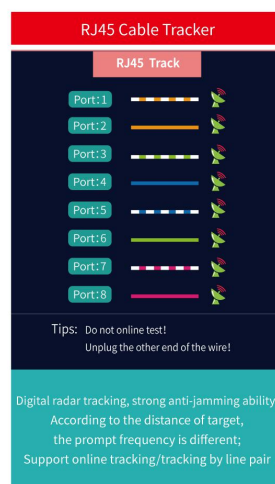 RJ45 Cable Tracker
RJ45 Track
Port:1
Port:2
Port:3
Port:4
Port:5
Port:6
Port:7
Port:8
Tips: Do not online test!
Unplug the other end of the wire!
Digital radar tracking, strong anti-jamming ability
According to the distance of target,
the prompt frequency is different;
Support online tracking/tracking by line pair